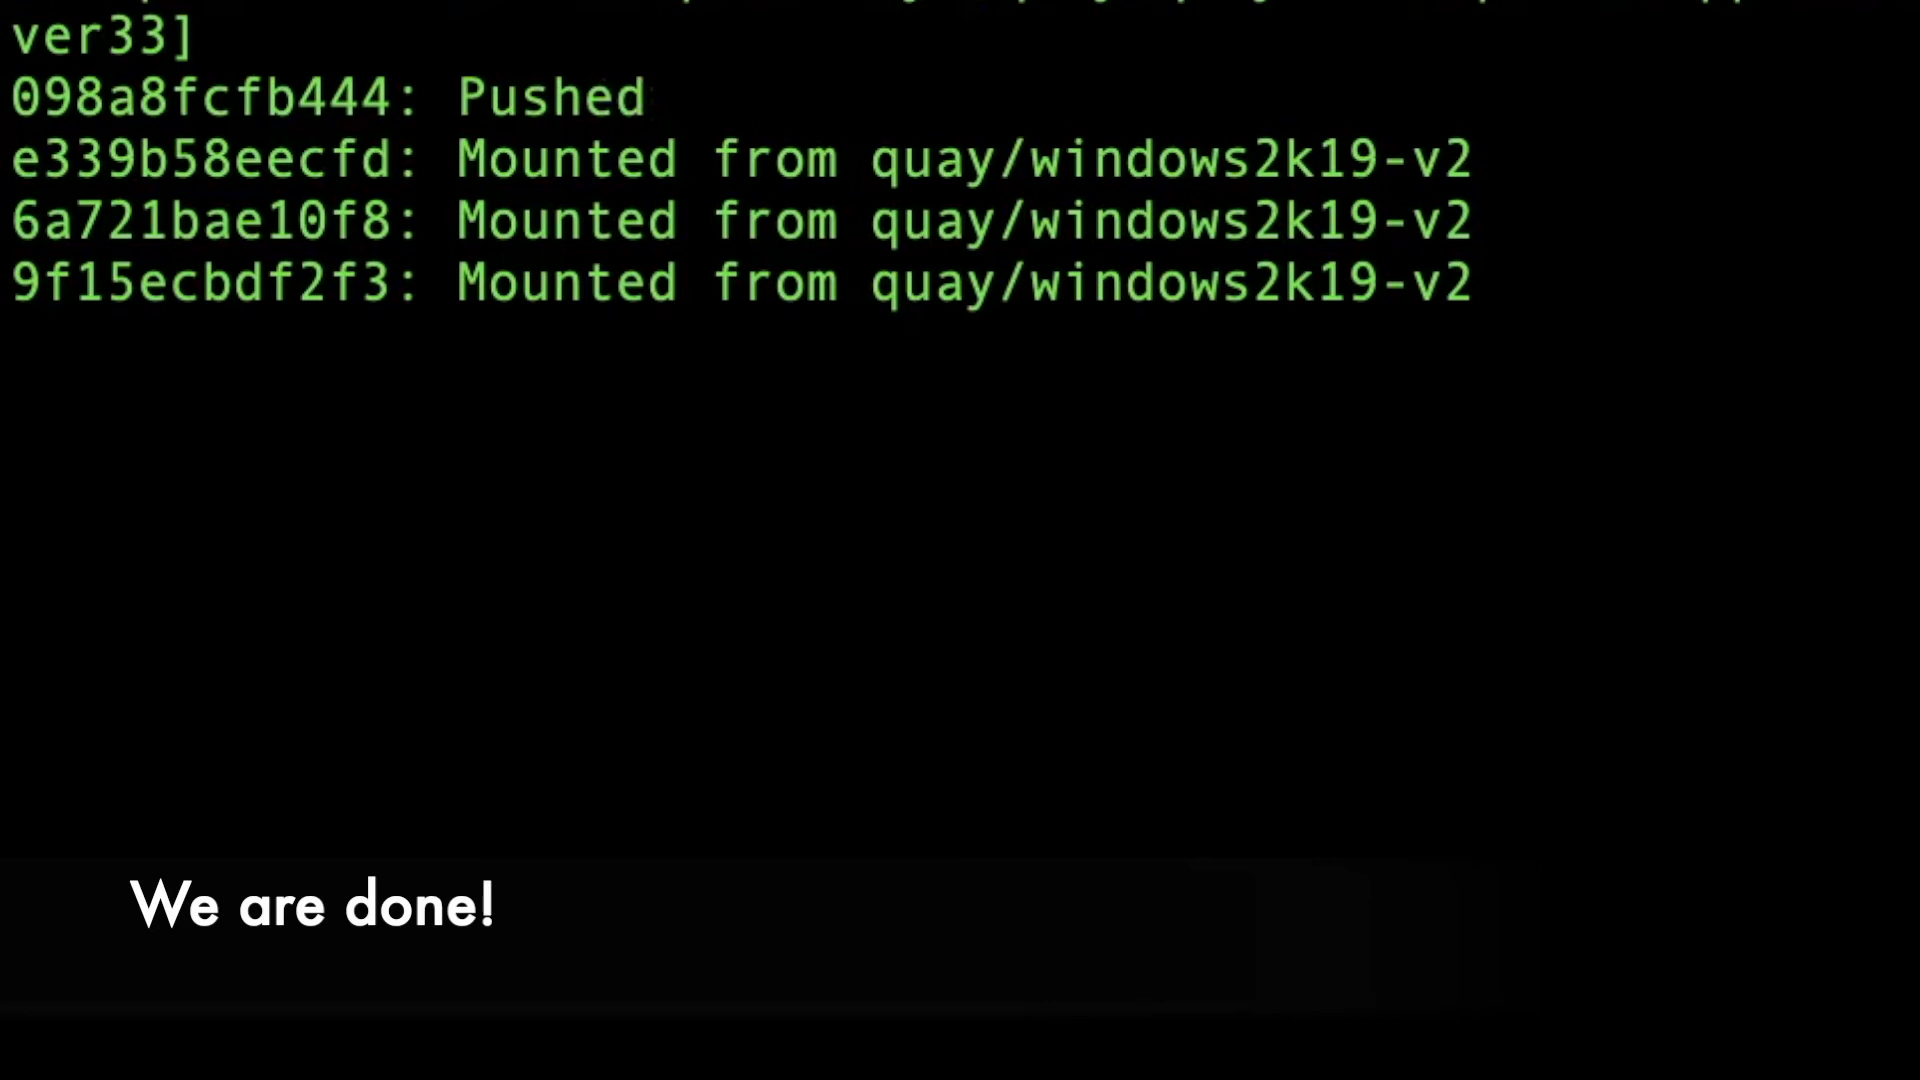 ver33]
098a8fcfb444: Pushed
e339b58eecfd: Mounted from quay/windows2k19-v2
6a721bae10f8: Mounted from quay/windows2k19-v2
9f15ecbdf2f3: Mounted from quay/windows2k19-v2
We are done!